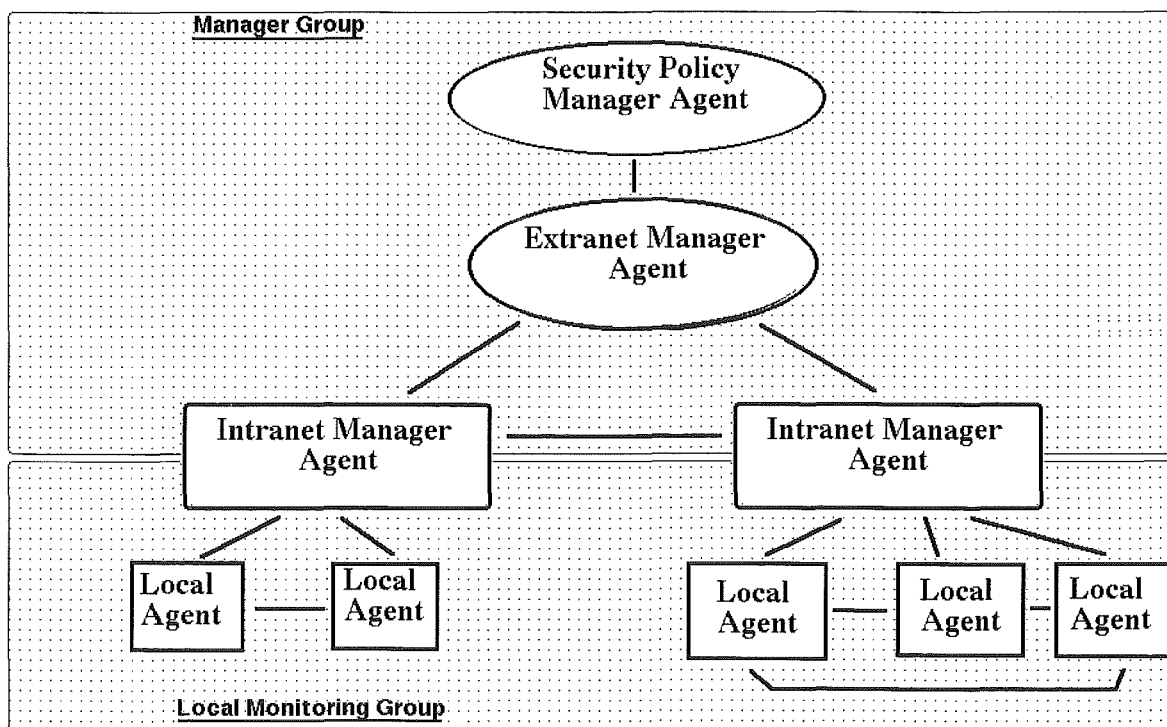 Manager Group
Security Policy
Manager Agent
Extranet Manager
Agent
Intranet Manager
Agent
Intranet Manager
Agent
Local
Agent
Local
Agent
Local
Agent
Local
Agent
Local
Agent
Local Monitoring Group